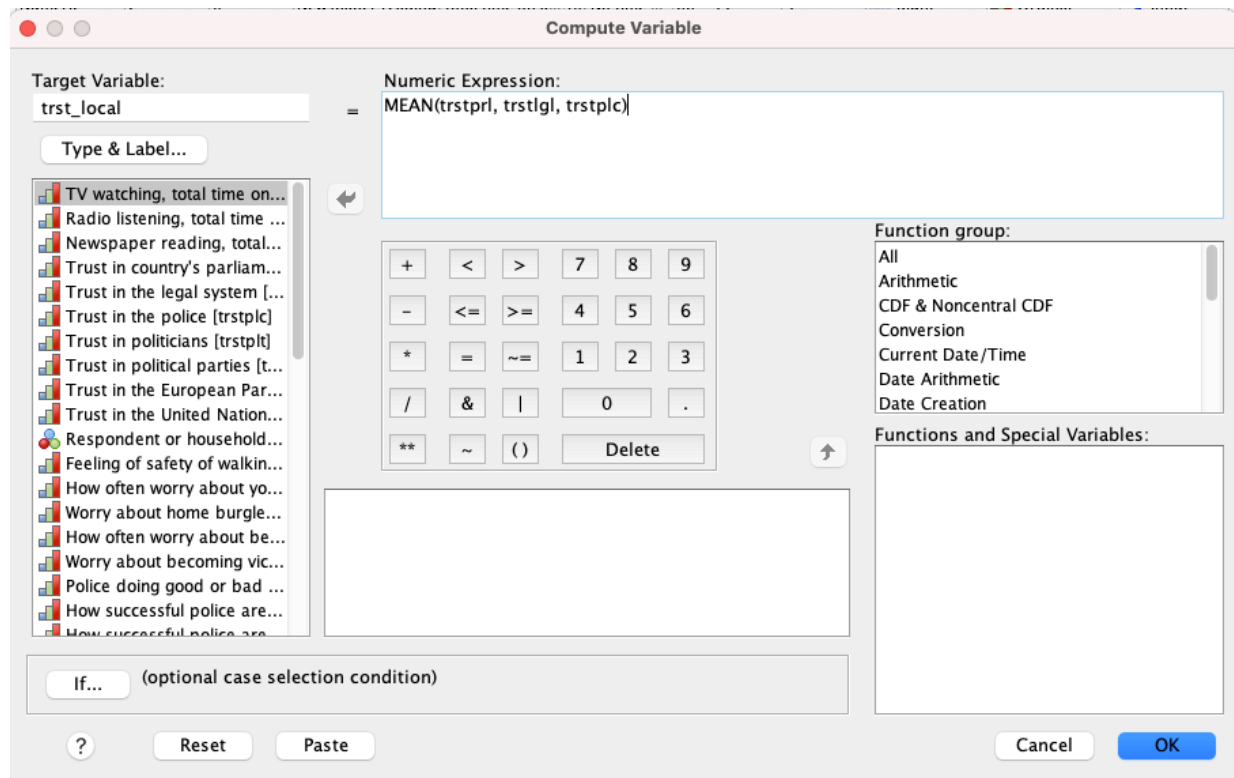 Compute Variable
Target Variable:
trst_local
=
Numeric Expression:
MEAN(trstprl, trstlgl, trstplc)
Type & Label...
TV watching, total time on...
Radio listening, total time ...
Newspaper reading, total...
Trust in country's parliam...
Trust in the legal system [...
Trust in the police [trstplc]
Trust in politicians [trstplt]
Trust in political parties [t...
Trust in the European Par...
Trust in the United Nation...
Respondent or household...
Feeling of safety of walkin...
How often worry about yo...
Worry about home burgle...
How often worry about be...
Worry about becoming vic...
Police doing good or bad ...
How successful police are...
How successful police are
+ < > 7 8 9
- <= >= 4 5 6
* = ~= 1 2 3
/ & | 0 .
** ~ () Delete
Function group:
All
Arithmetic
CDF & Noncentral CDF
Conversion
Current Date/Time
Date Arithmetic
Date Creation
Functions and Special Variables:
If... (optional case selection condition)
? Reset Paste Cancel OK